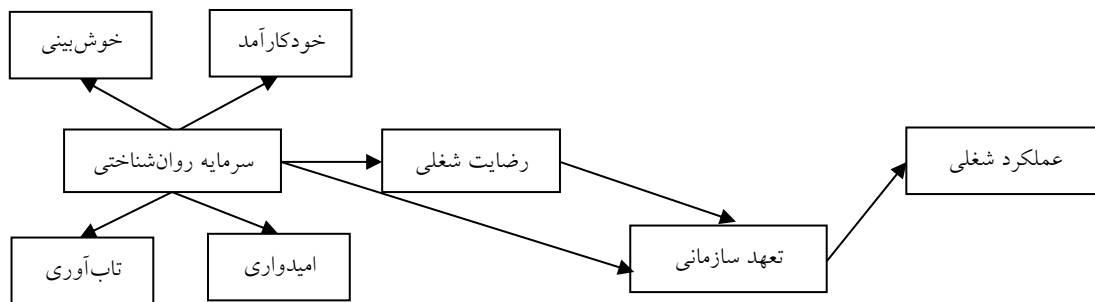 خودکارآمد
خوش‌بینی
عملکرد شغلی
رضایت شغلی
سرمایه روان‌شناختی
تعهد سازمانی
امیدواری
تاب‌آوری